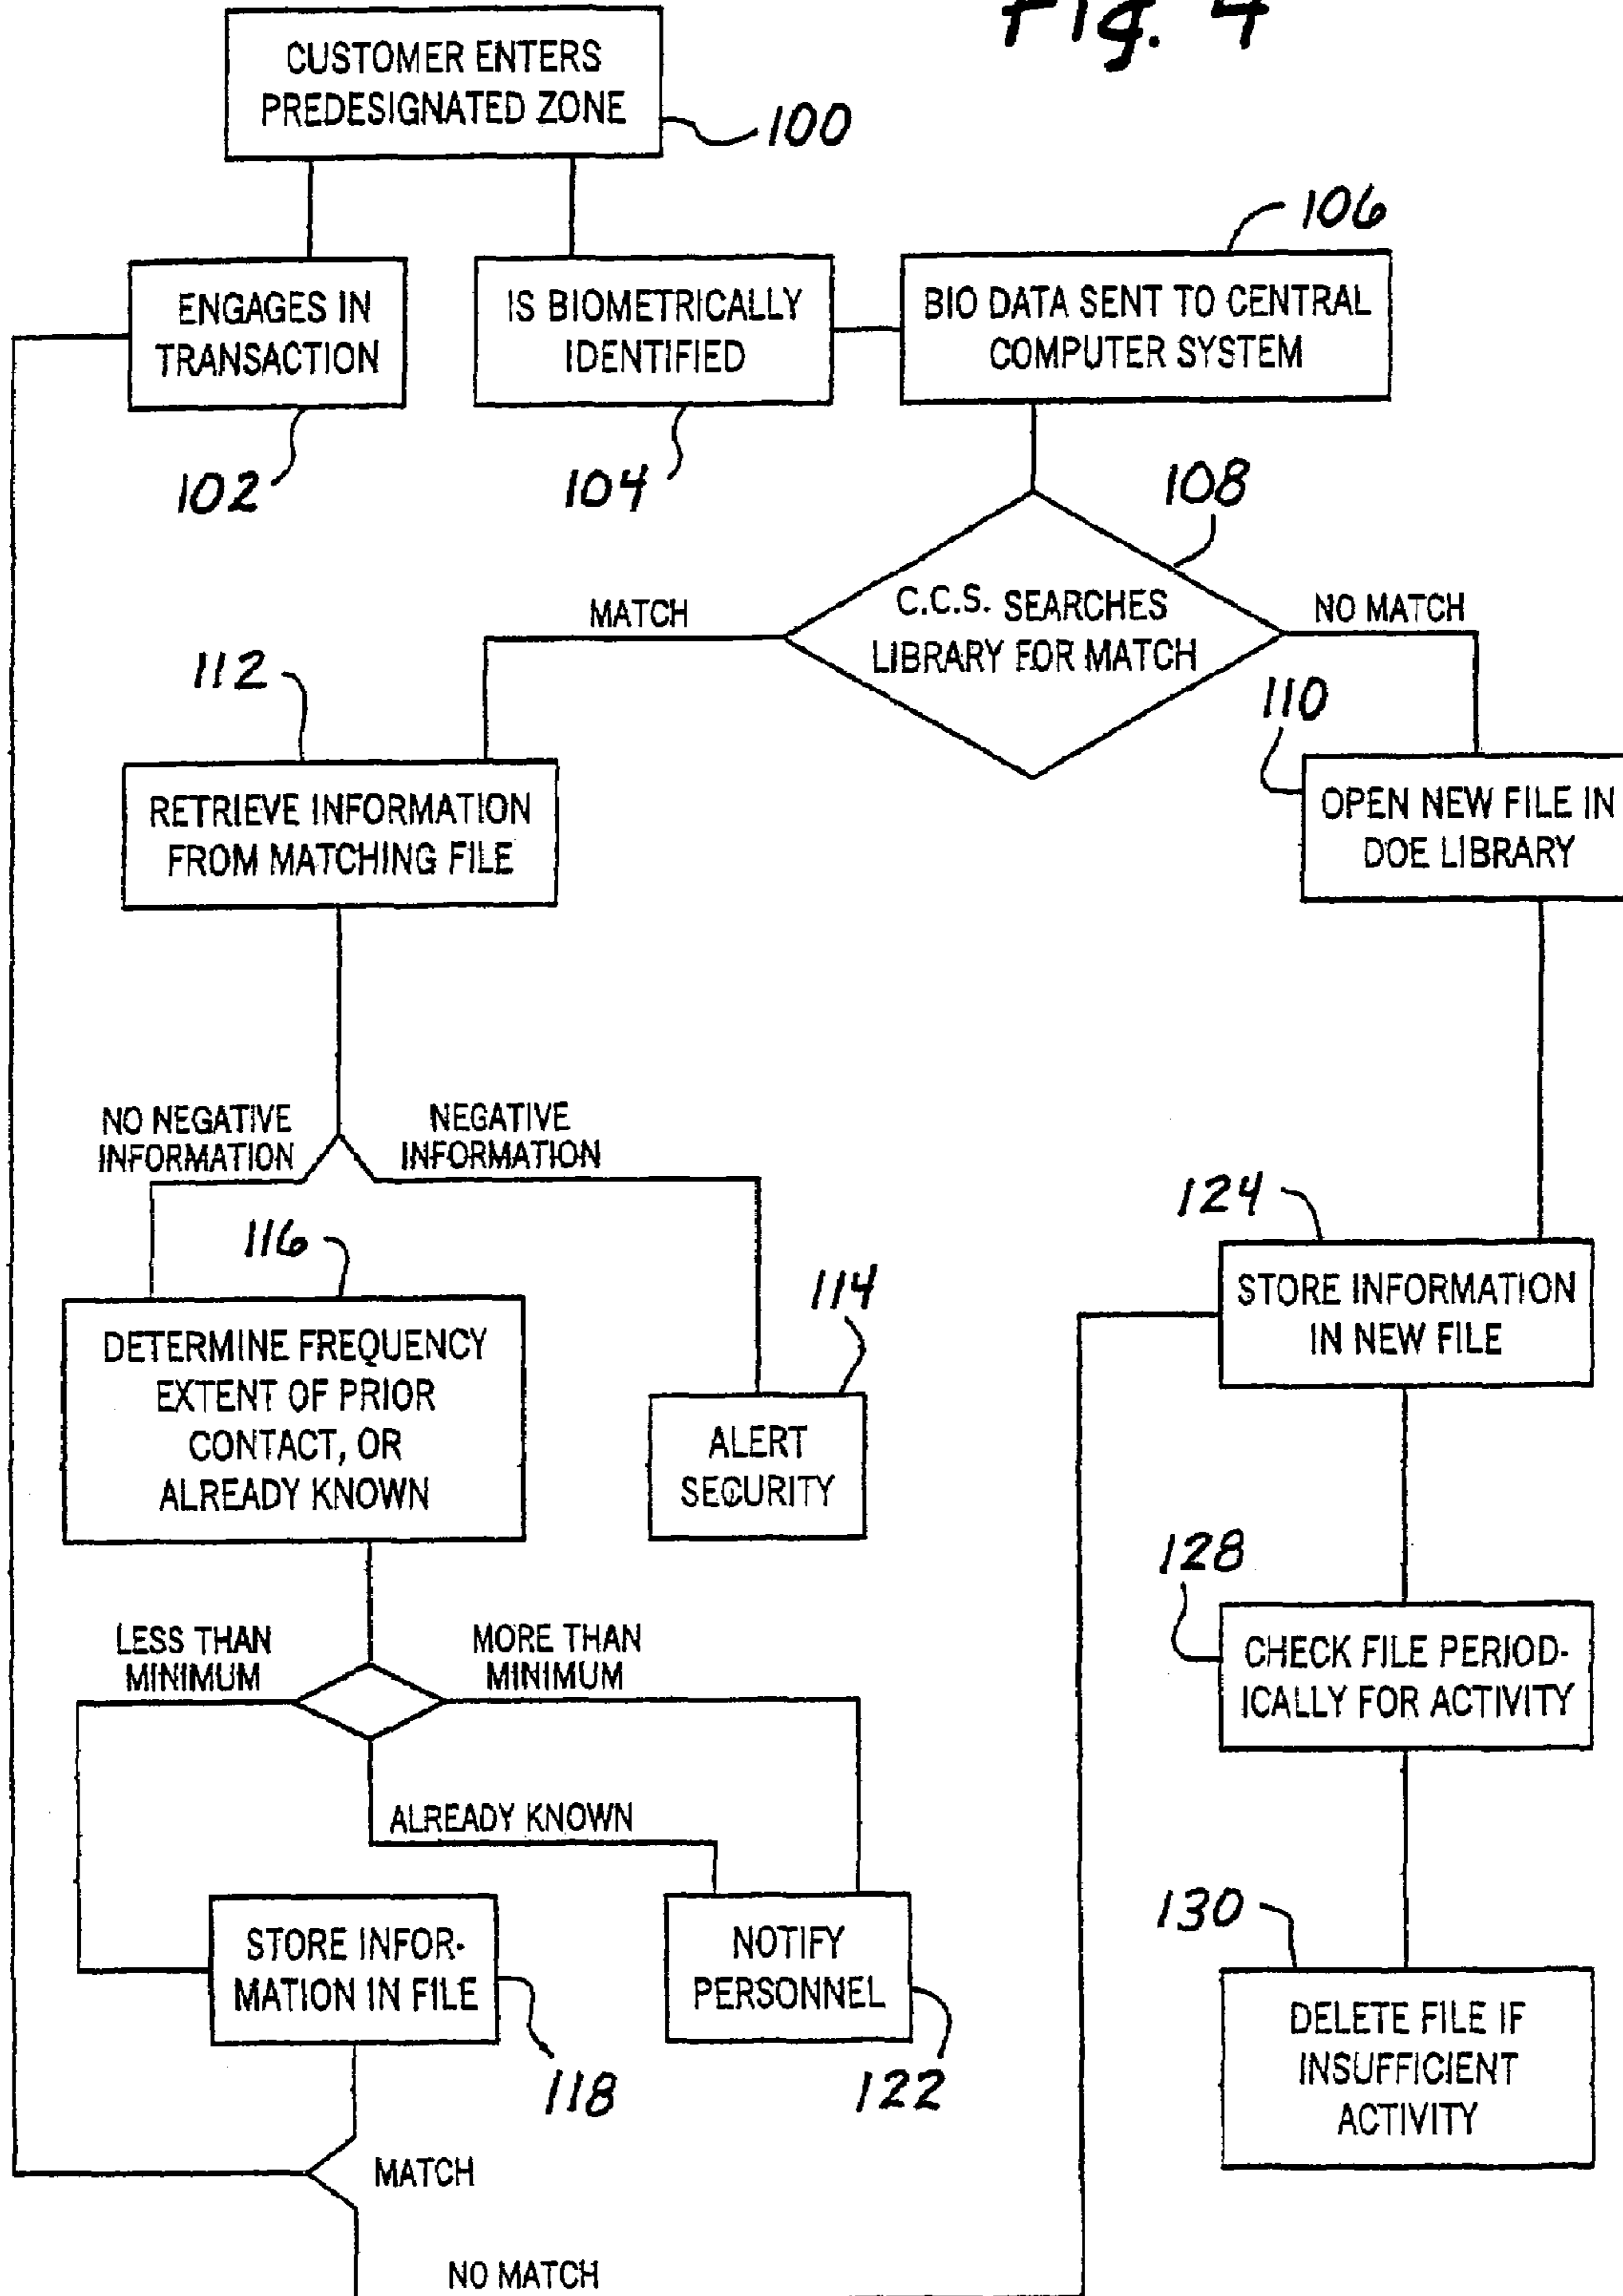 Fig. 4
CUSTOMER ENTERS
PREDESIGNATED ZONE
100
106
ENGAGES IN
TRANSACTION
IS BIOMETRICALLY
IDENTIFIED
BIO DATA SENT TO CENTRAL
COMPUTER SYSTEM
102
104
108
MATCH
C.C.S. SEARCHES
LIBRARY FOR MATCH
NO MATCH
112
110
RETRIEVE INFORMATION
FROM MATCHING FILE
OPEN NEW FILE IN
DOE LIBRARY
NO NEGATIVE
INFORMATION
NEGATIVE
INFORMATION
116
114
124
DETERMINE FREQUENCY
EXTENT OF PRIOR
CONTACT, OR
ALREADY KNOWN
ALERT
SECURITY
STORE INFORMATION
IN NEW FILE
128
LESS THAN
MINIMUM
MORE THAN
MINIMUM
CHECK FILE PERIOD-
ICALLY FOR ACTIVITY
ALREADY KNOWN
130
STORE INFOR-
MATION IN FILE
NOTIFY
PERSONNEL
118
122
DELETE FILE IF
INSUFFICIENT
ACTIVITY
MATCH
NO MATCH